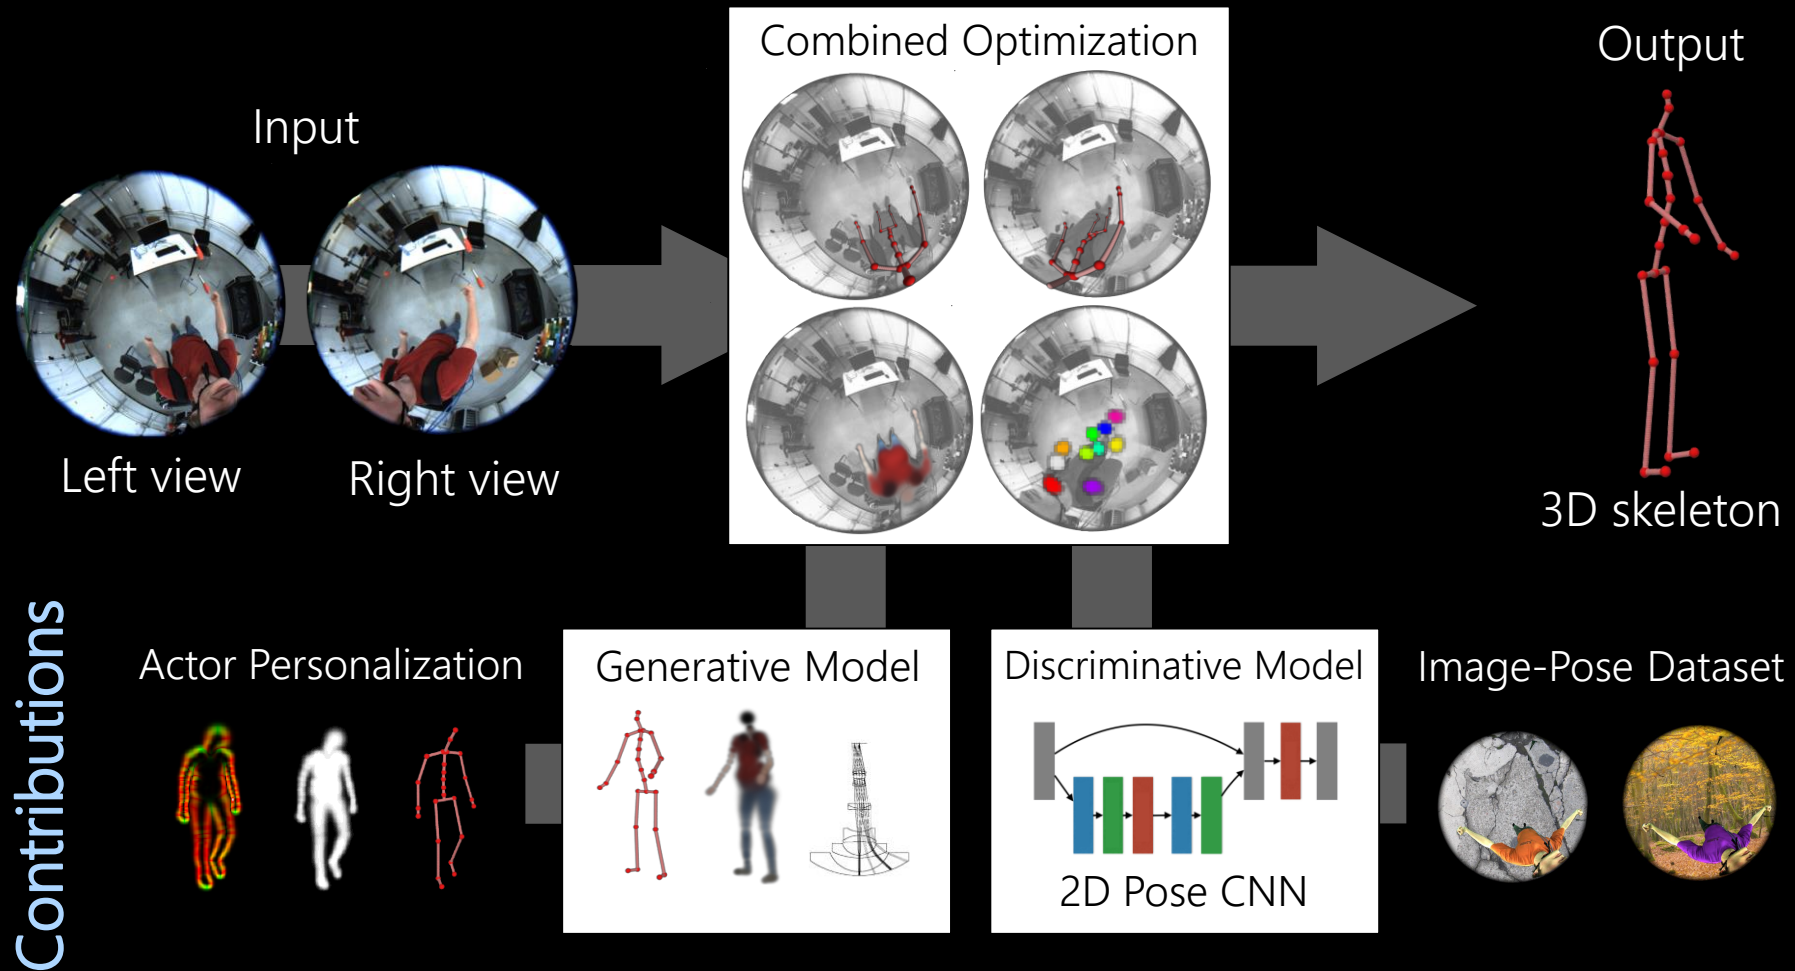 Input
Left view
Right view
Combined Optimization
Output
3D skeleton
Contributions
Actor Personalization
Generative Model
Discriminative Model
2D Pose CNN
Image-Pose Dataset